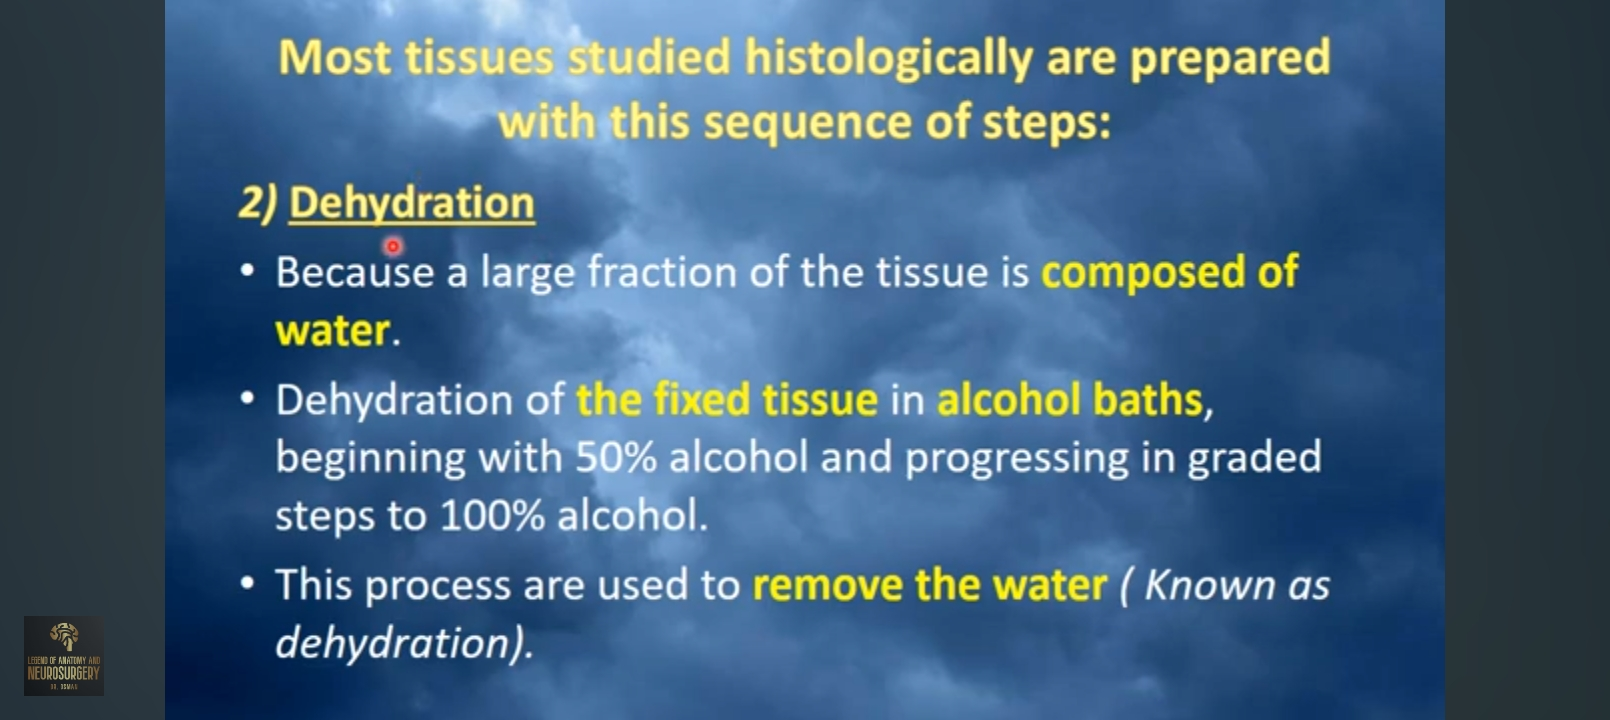 Most tissues studied histologically are prepared
with this sequence of steps:
2) Dehydration
• Because a large fraction of the tissue is composed of
water.
• Dehydration of the fixed tissue in alcohol baths,
beginning with 50% alcohol and progressing in graded
steps to 100% alcohol.
• This process are used to remove the water ( Known as
dehydration).
LEGEND OF ANATOMY AND
NEUROSURGERY